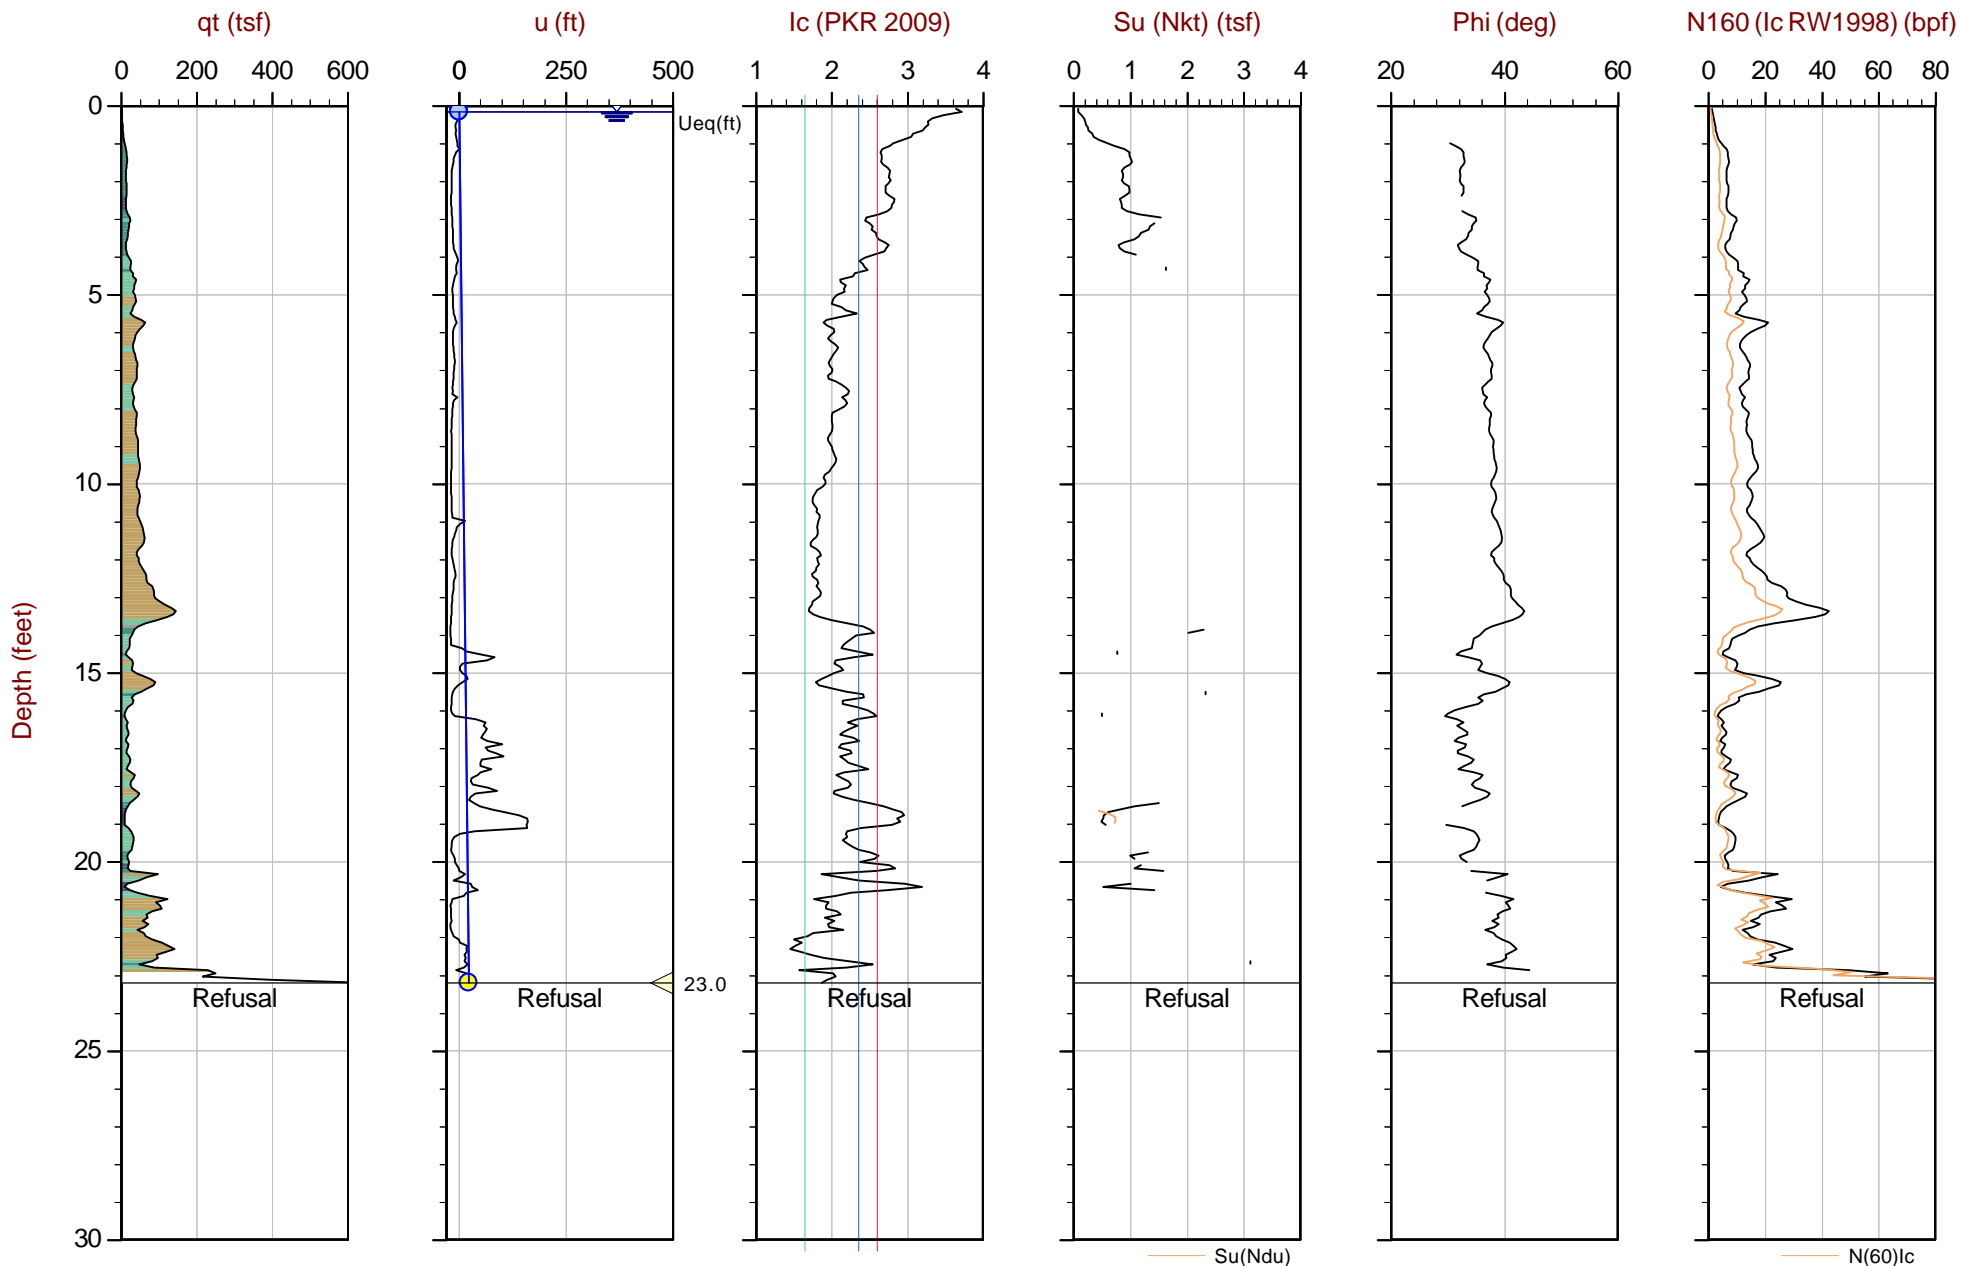 qt (tsf) u (ft) Ic (PKR 2009) Su (Nkt) (tsf) Phi (deg) N160 (Ic RW1998) (bpf)
0 200 400 600 0 250 500 1 2 3 4 0 1 2 3 4 20 40 60 0 20 40 60 80
0
Ueq(ft)
5
10
Depth (feet)
15
20
23.0
Refusal Refusal Refusal Refusal Refusal Refusal
25
30
Su(Ndu) N(60)Ic